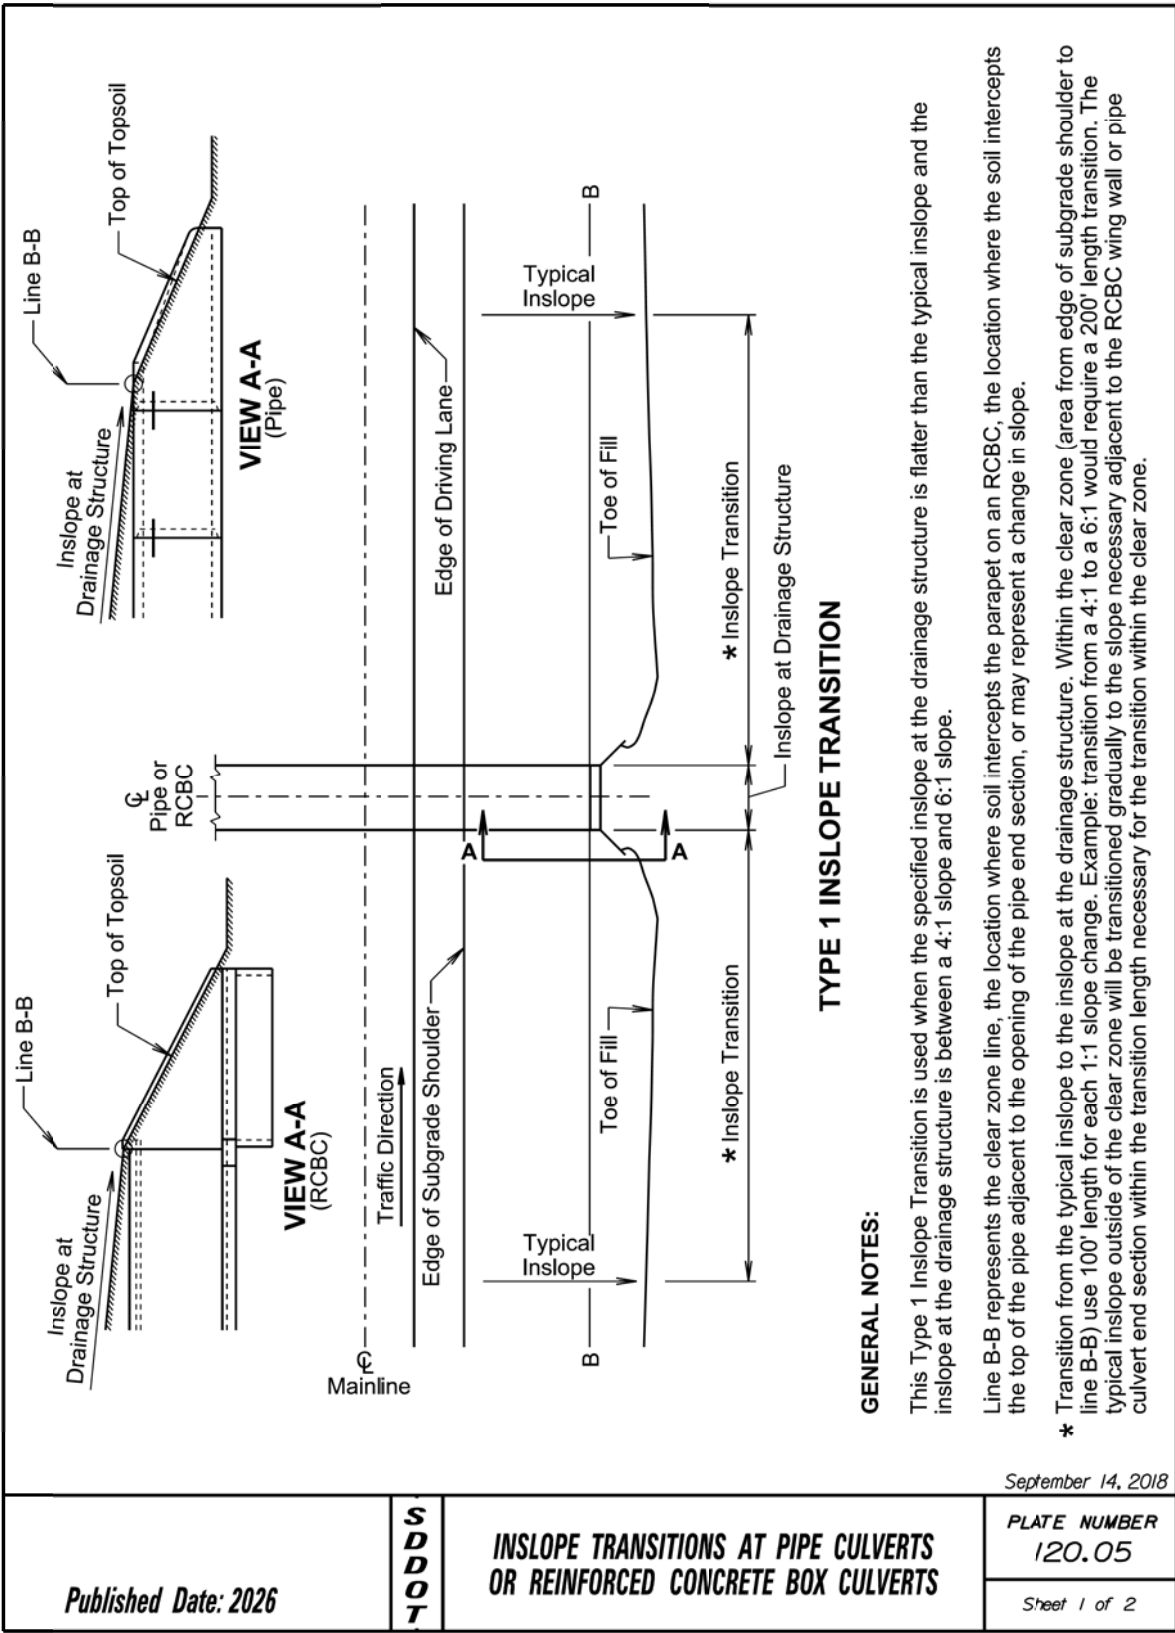 Line B-B
Top of Topsoil
Inslope at
Drainage Structure
VIEW A-A
(RCBC)
Line B-B
Top of Topsoil
Inslope at
Drainage Structure
VIEW A-A
(Pipe)
℄
Pipe or
RCBC
℄
Mainline
Traffic Direction
Edge of Subgrade Shoulder
Edge of Driving Lane
Typical
Inslope
Typical
Inslope
B
B
A
A
Toe of Fill
Toe of Fill
* Inslope Transition
* Inslope Transition
Inslope at Drainage Structure
TYPE 1 INSLOPE TRANSITION
GENERAL NOTES:
This Type 1 Inslope Transition is used when the specified inslope at the drainage structure is flatter than the typical inslope and the
inslope at the drainage structure is between a 4:1 slope and 6:1 slope.
Line B-B represents the clear zone line, the location where soil intercepts the parapet on an RCBC, the location where the soil intercepts
the top of the pipe adjacent to the opening of the pipe end section, or may represent a change in slope.
* Transition from the typical inslope to the inslope at the drainage structure. Within the clear zone (area from edge of subgrade shoulder to
line B-B) use 100' length for each 1:1 slope change. Example: transition from a 4:1 to a 6:1 would require a 200' length transition. The
typical inslope outside of the clear zone will be transitioned gradually to the slope necessary adjacent to the RCBC wing wall or pipe
culvert end section within the transition length necessary for the transition within the clear zone.
September 14, 2018
Published Date: 2026
SDDOT
INSLOPE TRANSITIONS AT PIPE CULVERTS
OR REINFORCED CONCRETE BOX CULVERTS
PLATE NUMBER
120.05
Sheet 1 of 2